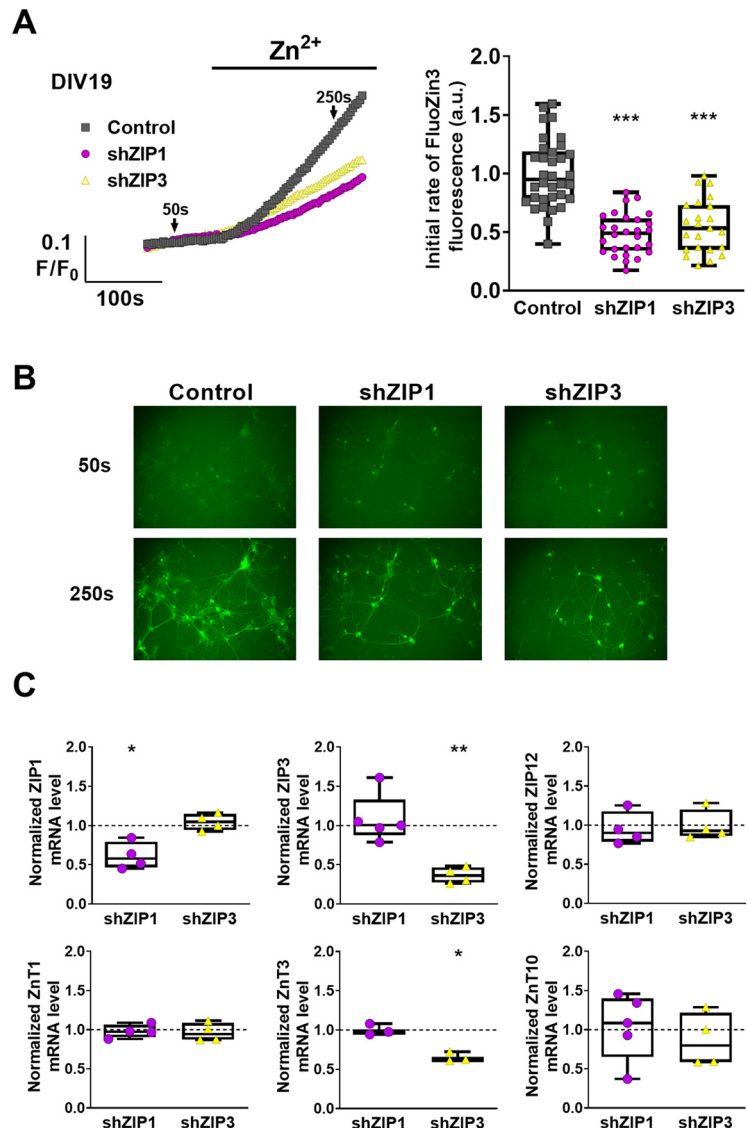 A
DIV19
Zn2+
Control
shZIP1
shZIP3
50s
250s
0.1
F/F0
100s
Initial rate of FluoZin3
fluorescence (a.u.)
2.0
1.5
1.0
0.5
0.0
***
***
Control
shZIP1
shZIP3
B
Control
shZIP1
shZIP3
50s
250s
C
Normalized ZIP1
mRNA level
2.0
1.5
1.0
0.5
0.0
*
shZIP1
shZIP3
Normalized ZIP3
mRNA level
2.0
1.5
1.0
0.5
0.0
**
shZIP1
shZIP3
Normalized ZIP12
mRNA level
2.0
1.5
1.0
0.5
0.0
shZIP1
shZIP3
Normalized ZnT1
mRNA level
2.0
1.5
1.0
0.5
0.0
shZIP1
shZIP3
Normalized ZnT3
mRNA level
2.0
1.5
1.0
0.5
0.0
*
shZIP1
shZIP3
Normalized ZnT10
mRNA level
2.0
1.5
1.0
0.5
0.0
shZIP1
shZIP3